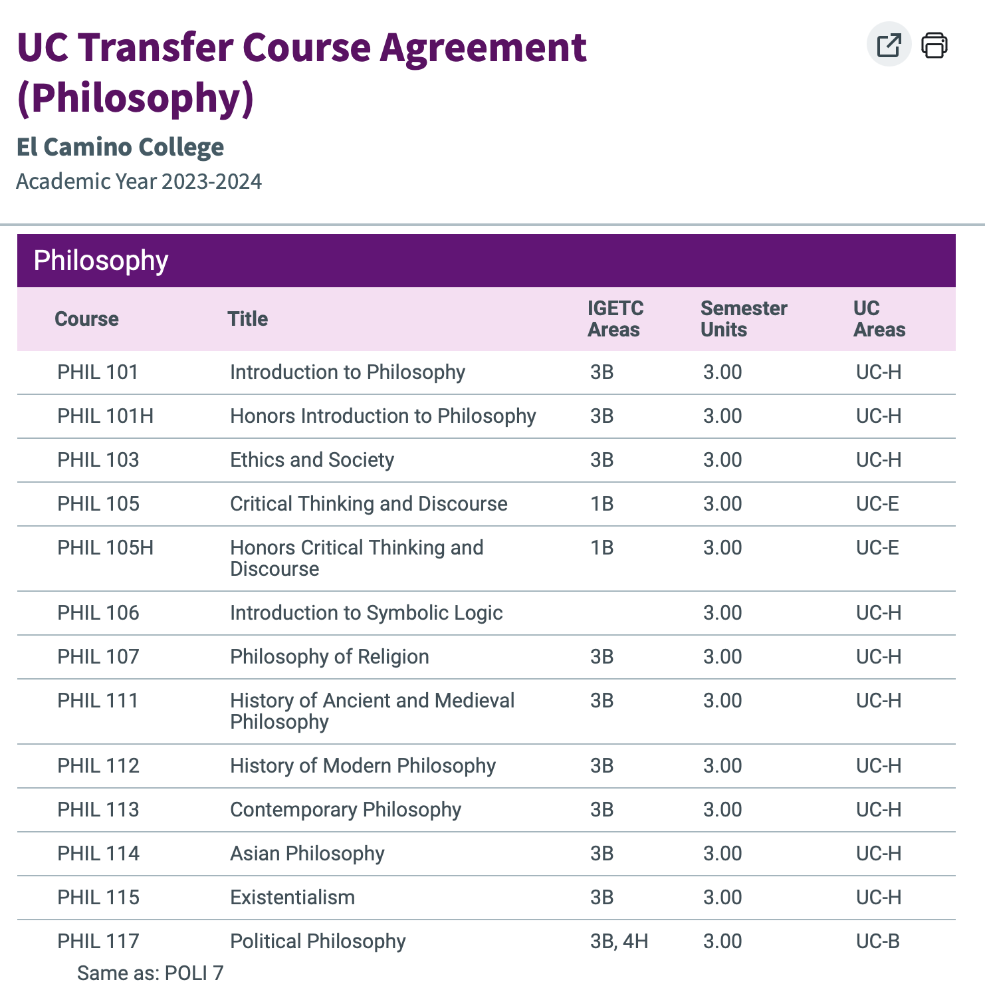 UC Transfer Course Agreement
(Philosophy)
El Camino College
Academic Year 2023-2024
Philosophy
Course Title IGETC Areas Semester Units UC Areas
PHIL 101 Introduction to Philosophy 3B 3.00 UC-H
PHIL 101H Honors Introduction to Philosophy 3B 3.00 UC-H
PHIL 103 Ethics and Society 3B 3.00 UC-H
PHIL 105 Critical Thinking and Discourse 1B 3.00 UC-E
PHIL 105H Honors Critical Thinking and 1B 3.00 UC-E
Discourse
PHIL 106 Introduction to Symbolic Logic 3.00 UC-H
PHIL 107 Philosophy of Religion 3B 3.00 UC-H
PHIL 111 History of Ancient and Medieval 3B 3.00 UC-H
Philosophy
PHIL 112 History of Modern Philosophy 3B 3.00 UC-H
PHIL 113 Contemporary Philosophy 3B 3.00 UC-H
PHIL 114 Asian Philosophy 3B 3.00 UC-H
PHIL 115 Existentialism 3B 3.00 UC-H
PHIL 117 Political Philosophy 3B, 4H 3.00 UC-B
Same as: POLI 7